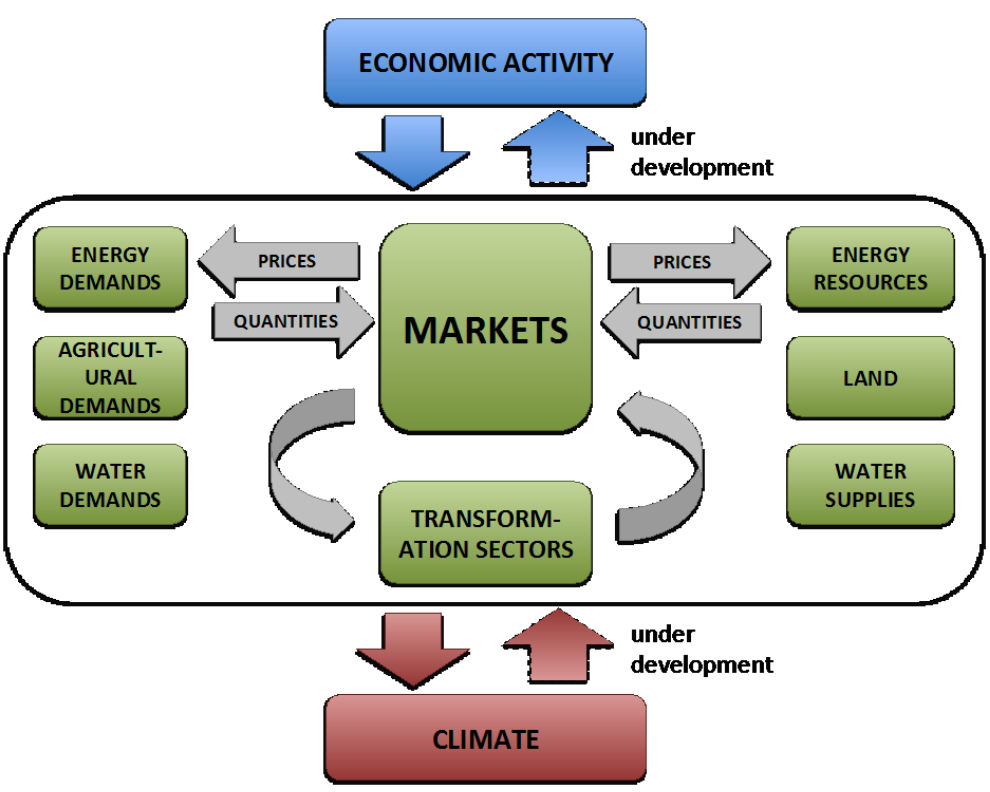 ECONOMIC ACTIVITY
under
development
ENERGY
DEMANDS
PRICES
QUANTITIES
MARKETS
PRICES
QUANTITIES
ENERGY
RESOURCES
AGRICULT-
URAL
DEMANDS
LAND
WATER
DEMANDS
TRANSFORM-
ATION SECTORS
WATER
SUPPLIES
under
development
CLIMATE